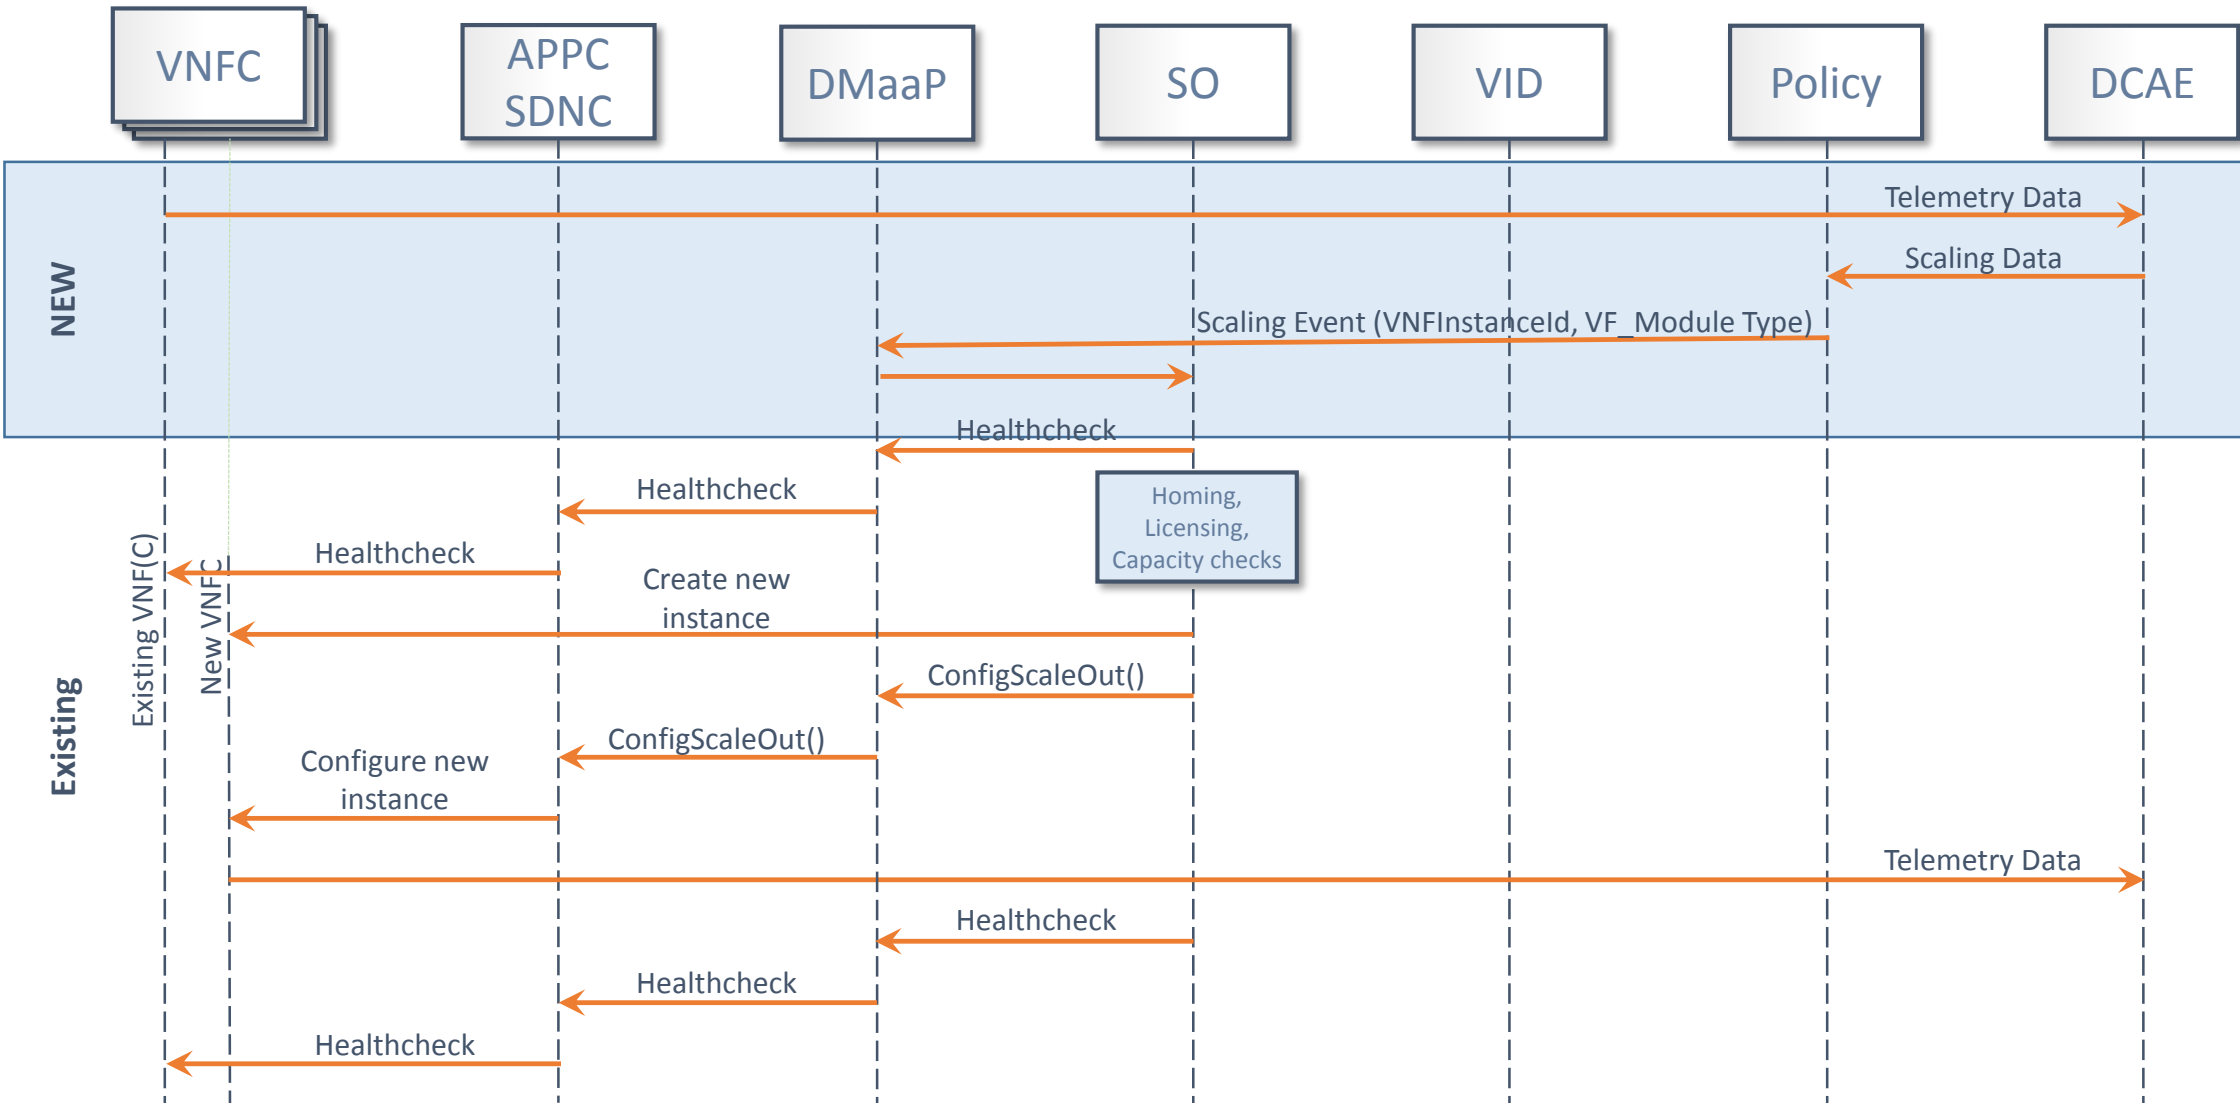 VNFC
APPC
SDNC
DMaaP
SO
VID
Policy
DCAE
NEW
Telemetry Data
Scaling Data
Scaling Event (VNFInstanceId, VF_Module Type)
Healthcheck
Homing,
Licensing,
Capacity checks
Healthcheck
Healthcheck
Existing
Existing VNF(C)
New VNFC
Create new
instance
ConfigScaleOut()
ConfigScaleOut()
Configure new
instance
Telemetry Data
Healthcheck
Healthcheck
Healthcheck